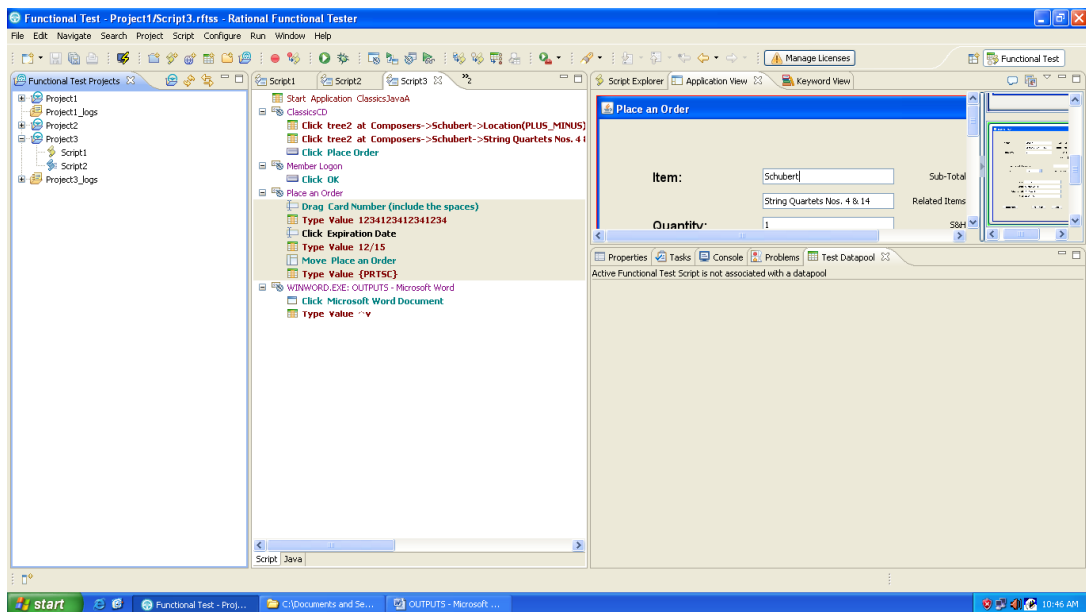 Functional Test - Project1/Script3.rftss - Rational Functional Tester
File Edit Navigate Search Project Script Configure Run Window Help
Manage Licenses
Functional Test
Functional Test Projects
Project1
Project1_logs
Project2
Project3
Script1
Script2
Project3_logs
Script1 Script2 Script3 »2
Start Application ClassicsJavaA
ClassicsCD
Click tree2 at Composers->Schubert->Location(PLUS_MINUS)
Click tree2 at Composers->Schubert->String Quartets Nos. 4 &
Click Place Order
Member Logon
Click OK
Place an Order
Drag Card Number (include the spaces)
Type Value 1234123412341234
Click Expiration Date
Type Value 12/15
Move Place an Order
Type Value {PRTSC}
WINWORD.EXE: OUTPUTS - Microsoft Word
Click Microsoft Word Document
Type Value ^v
Script Java
Script Explorer Application View Keyword View
Place an Order
Item: Schubert Sub-Total
String Quartets Nos. 4 & 14 Related Items
Quantity: 1 S&H
Properties Tasks Console Problems Test Datapool
Active Functional Test Script is not associated with a datapool
start Functional Test - Proj... C:\Documents and Se... OUTPUTS - Microsoft ... 10:46 AM